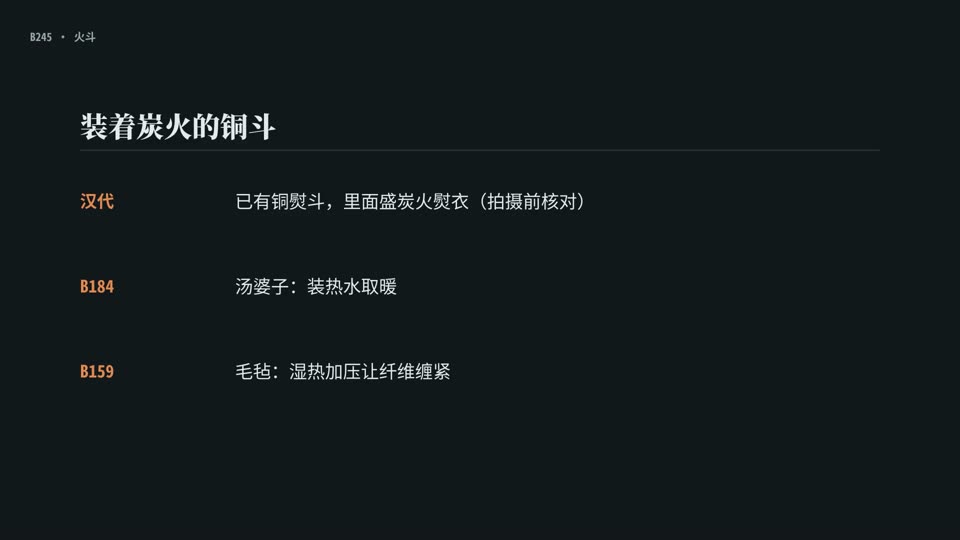 B245 · 火斗
装着炭火的铜斗
汉代 已有铜熨斗，里面盛炭火熨衣（拍摄前核对）
B184 汤婆子：装热水取暖
B159 毛毡：湿热加压让纤维缠紧